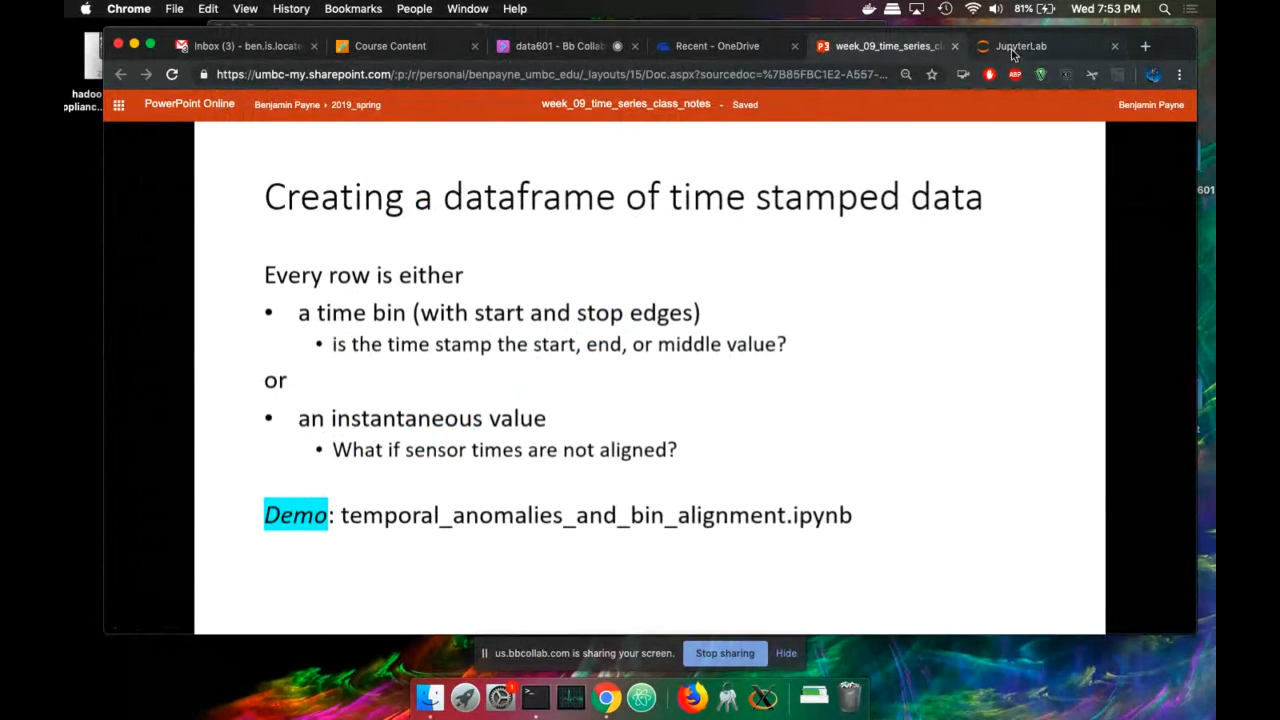 Chrome File Edit View History Bookmarks People Window Help 81% Wed 7:53 PM
Inbox (3) - ben.is.locate Course Content data601 - Bb Collab Recent - OneDrive week_09_time_series_cl JupyterLab
https://umbc-my.sharepoint.com/:p:/r/personal/benpayne_umbc_edu/_layouts/15/Doc.aspx?sourcedoc=%7B85FBC1E2-A557-... ABP
PowerPoint Online Benjamin Payne › 2019_spring week_09_time_series_class_notes - Saved Benjamin Payne
hadoo
pplianc...
601
Creating a dataframe of time stamped data
Every row is either
• a time bin (with start and stop edges)
• is the time stamp the start, end, or middle value?
or
• an instantaneous value
• What if sensor times are not aligned?
Demo: temporal_anomalies_and_bin_alignment.ipynb
us.bbcollab.com is sharing your screen. Stop sharing Hide